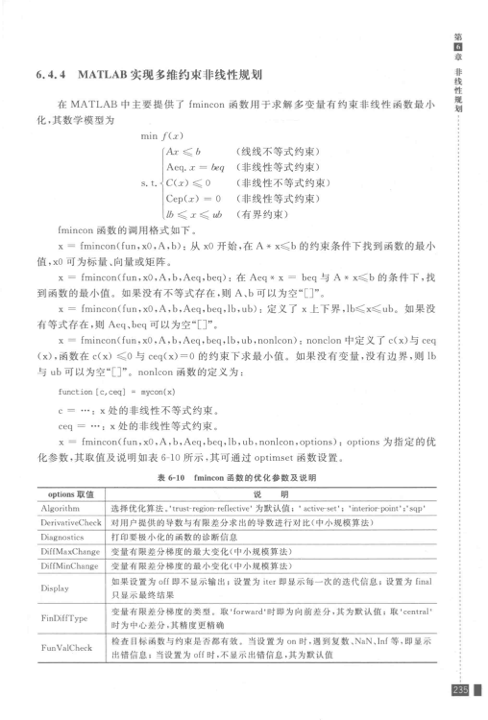 第6章 非线性规划
6.4.4 MATLAB 实现多维约束非线性规划
在 MATLAB 中主要提供了 fmincon 函数用于求解多变量有约束非线性函数最小
化,其数学模型为
min f(x)
Ax ≤ b (线线不等式约束)
Aeq. x = beq (非线性等式约束)
s. t. C(x) ≤ 0 (非线性不等式约束)
Cep(x) = 0 (非线性等式约束)
lb ≤ x ≤ ub (有界约束)
fmincon 函数的调用格式如下。
x = fmincon(fun,x0,A,b); 从 x0 开始,在 A * x≤b 的约束条件下找到函数的最小
值,x0 可为标量、向量或矩阵。
x = fmincon(fun,x0,A,b,Aeq,beq); 在 Aeq * x = beq 与 A * x≤b 的条件下,找
到函数的最小值。如果没有不等式存在,则 A、b 可以为空“[]”。
x = fmincon(fun,x0,A,b,Aeq,beq,lb,ub); 定义了 x 上下界,lb≤x≤ub。如果没
有等式存在,则 Aeq、beq 可以为空“[]”。
x = fmincon(fun,x0,A,b,Aeq,beq,lb,ub,nonlcon); nonclon 中定义了 c(x)与 ceq
(x),函数在 c(x) ≤0 与 ceq(x)=0 的约束下求最小值。如果没有变量,没有边界,则 lb
与 ub 可以为空“[]”。nonlcon 函数的定义为:
function [c,ceq] = mycon(x)
c = …; x 处的非线性不等式约束。
ceq = …; x 处的非线性等式约束。
x = fmincon(fun,x0,A,b,Aeq,beq,lb,ub,nonlcon,options); options 为指定的优
化参数,其取值及说明如表 6-10 所示,其可通过 optimset 函数设置。
表 6-10 fmincon 函数的优化参数及说明
options 取值 说 明
Algorithm 选择优化算法、'trust-region-reflective' 为默认值; 'active-set'; 'interior-point';'sqp'
DerivativeCheck 对用户提供的导数与有限差分求出的导数进行对比(中小规模算法)
Diagnostics 打印要极小化的函数的诊断信息
DiffMaxChange 变量有限差分梯度的最大变化(中小规模算法)
DiffMinChange 变量有限差分梯度的最小变化(中小规模算法)
Display 如果设置为 off 即不显示输出; 设置为 iter 即显示每一次的迭代信息; 设置为 final
只显示最终结果
FinDiffType 变量有限差分梯度的类型。取'forward'时即为向前差分,其为默认值; 取'central'
时为中心差分,其精度更精确
FunValCheck 检查目标函数与约束是否都有效。当设置为 on 时,遇到复数、NaN、Inf 等,即显示
出错信息; 当设置为 off 时,不显示出错信息,其为默认值
235